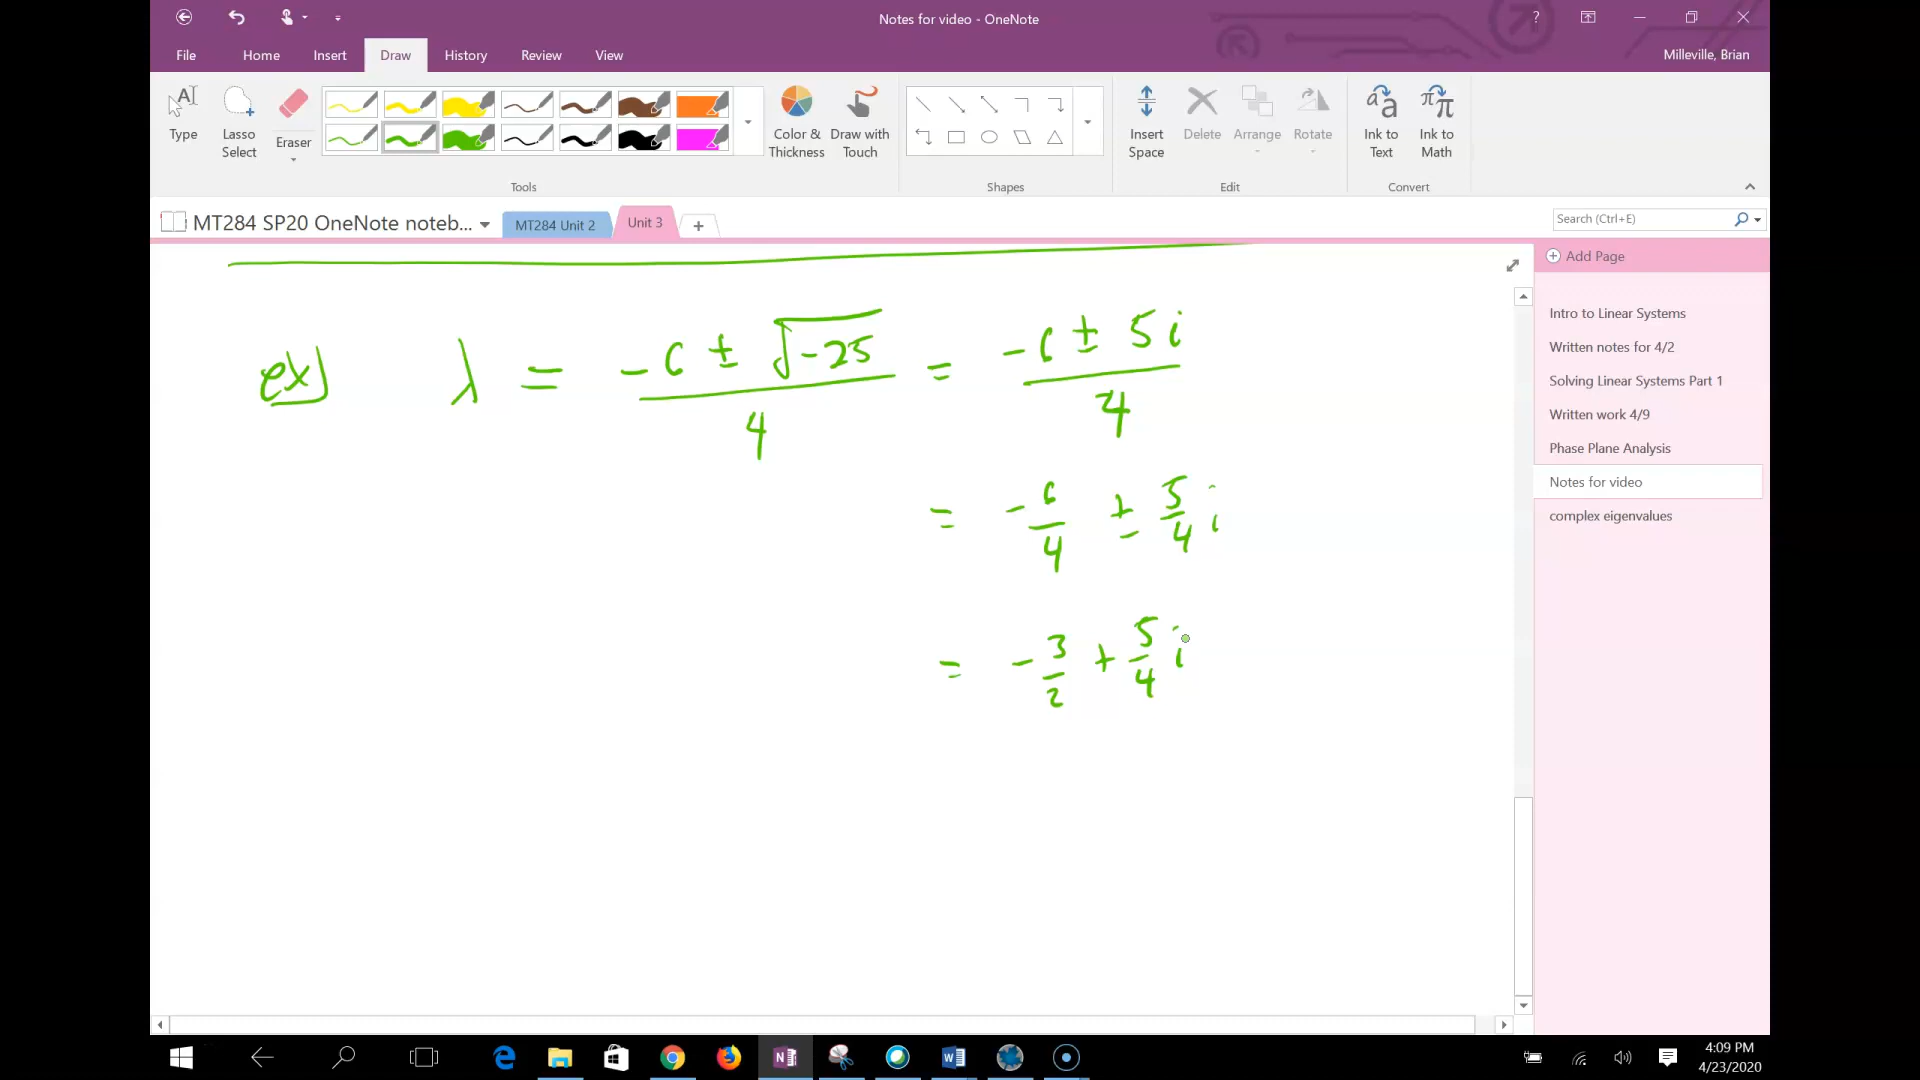 Notes for video - OneNote
?
File Home Insert Draw History Review View
Milleville, Brian
Type
Lasso Select
Eraser
Color & Thickness
Draw with Touch
Insert Space
Delete
Arrange
Rotate
Ink to Text
Ink to Math
Tools Shapes Edit Convert
MT284 SP20 OneNote noteb...
MT284 Unit 2
Unit 3
+
Search (Ctrl+E)
Add Page
Intro to Linear Systems
Written notes for 4/2
Solving Linear Systems Part 1
Written work 4/9
Phase Plane Analysis
Notes for video
complex eigenvalues
ex) λ = (-6 ± √-25)/4 = (-6 ± 5i)/4
= -6/4 ± 5/4 i
= -3/2 + 5/4 i
4:09 PM
4/23/2020